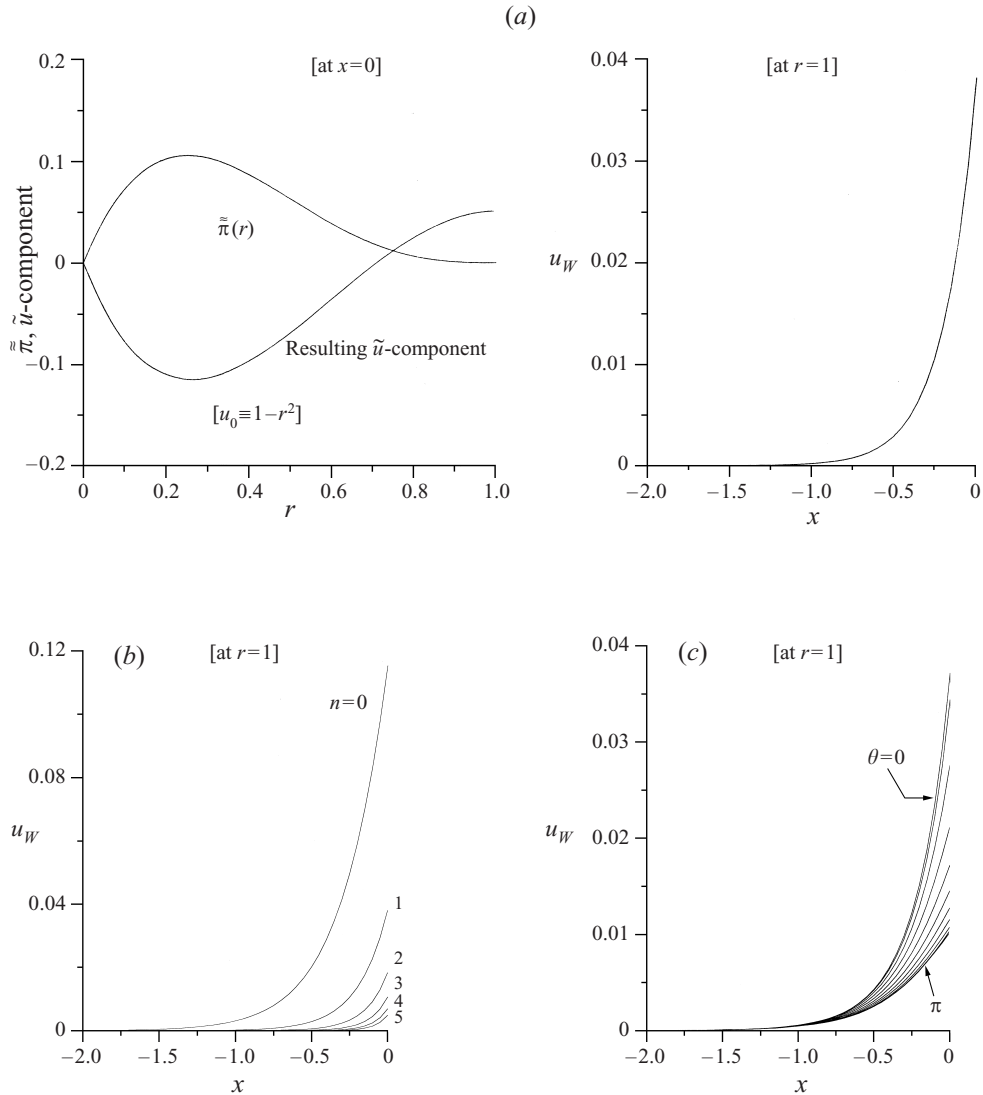 (a)
0.2
0.1
0
−0.1
−0.2
[at x=0]
π̃̃(r)
Resulting ũ-component
[u₀≡1−r²]
π̃̃, ũ-component
0 0.2 0.4 0.6 0.8 1.0
r
0.04
0.03
0.02
0.01
0
[at r=1]
u_W
−2.0 −1.5 −1.0 −0.5 0
x
(b)
[at r=1]
0.12
0.08
0.04
0
n=0
1
2
3
4
5
u_W
−2.0 −1.5 −1.0 −0.5 0
x
(c)
[at r=1]
0.04
0.03
0.02
0.01
0
θ=0
π
u_W
−2.0 −1.5 −1.0 −0.5 0
x